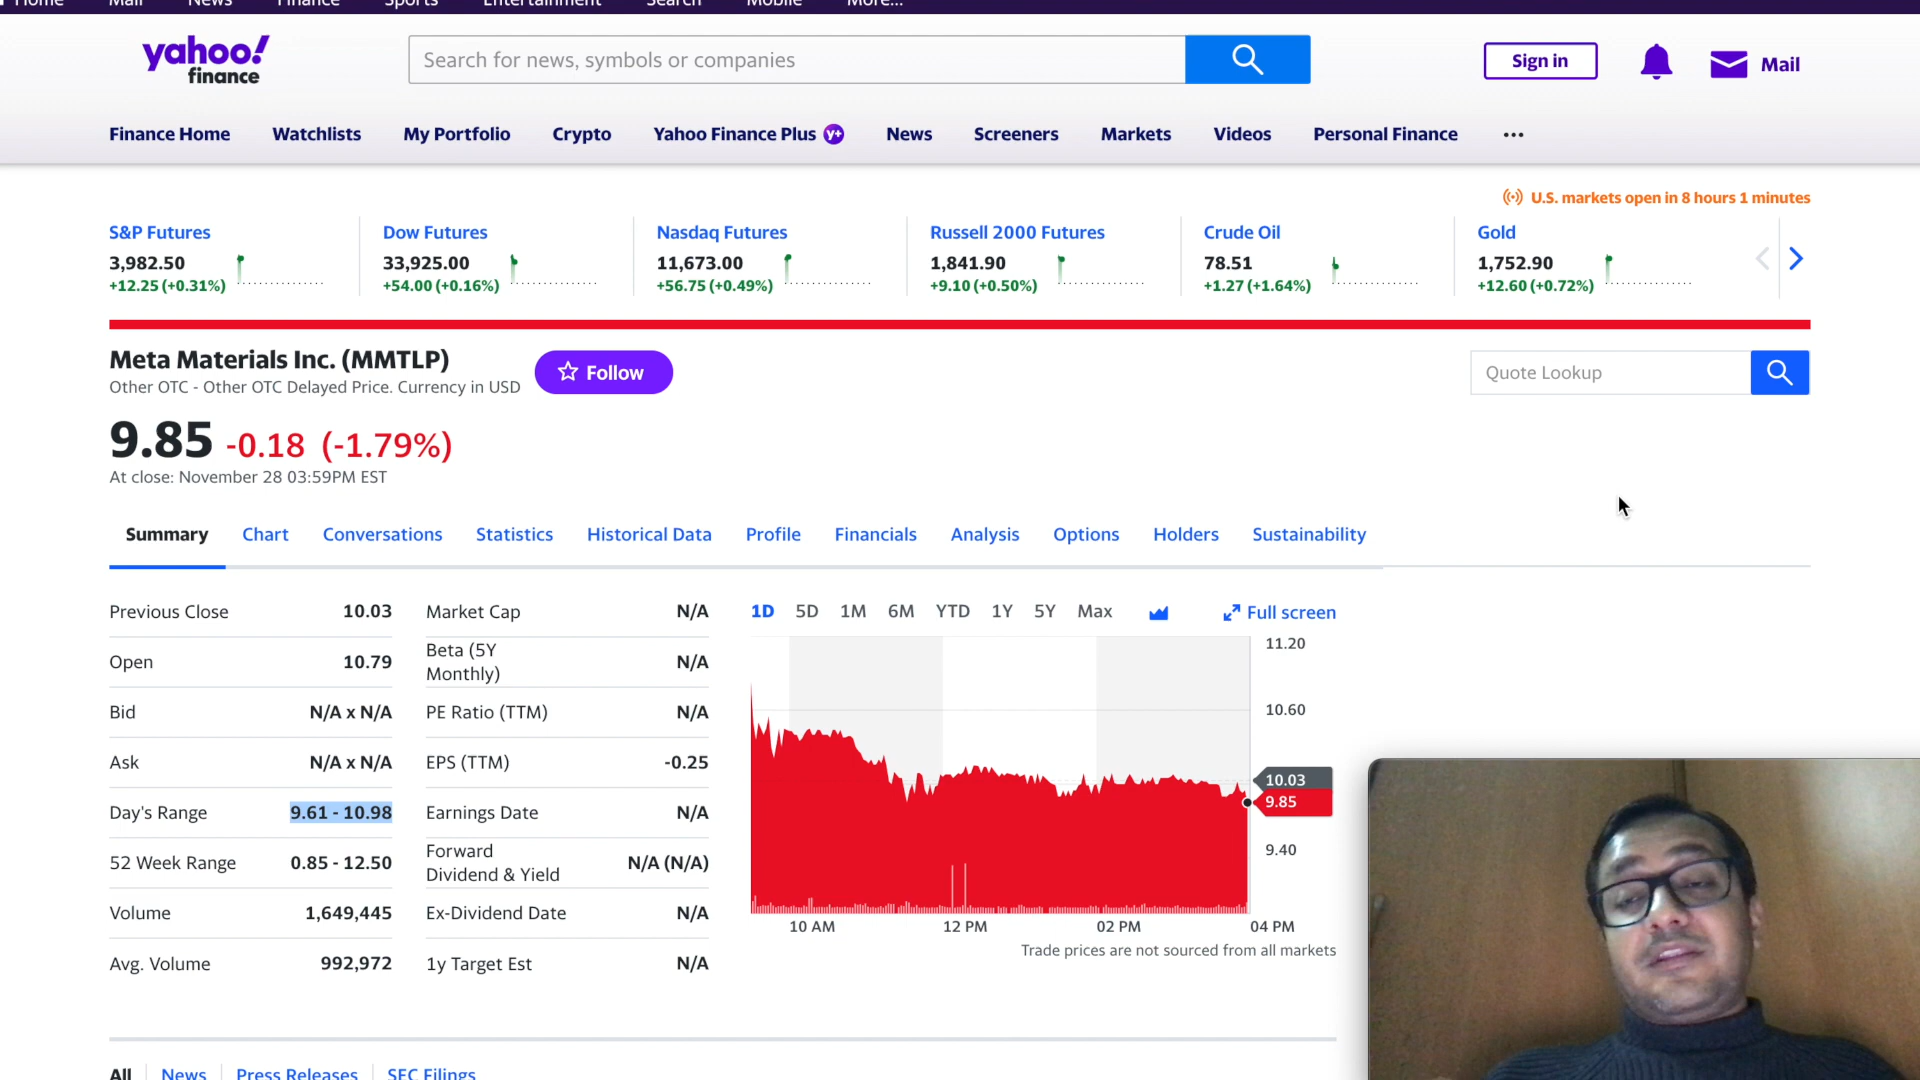 Home Mail News Finance Sports Entertainment Search Mobile More...
yahoo!
finance
Search for news, symbols or companies
Sign in
Mail
Finance Home Watchlists My Portfolio Crypto Yahoo Finance Plus y+ News Screeners Markets Videos Personal Finance ...
U.S. markets open in 8 hours 1 minutes
S&P Futures
3,982.50
+12.25 (+0.31%)
Dow Futures
33,925.00
+54.00 (+0.16%)
Nasdaq Futures
11,673.00
+56.75 (+0.49%)
Russell 2000 Futures
1,841.90
+9.10 (+0.50%)
Crude Oil
78.51
+1.27 (+1.64%)
Gold
1,752.90
+12.60 (+0.72%)
Meta Materials Inc. (MMTLP)
Other OTC - Other OTC Delayed Price. Currency in USD
Follow
Quote Lookup
9.85 -0.18 (-1.79%)
At close: November 28 03:59PM EST
Summary Chart Conversations Statistics Historical Data Profile Financials Analysis Options Holders Sustainability
Previous Close 10.03
Open 10.79
Bid N/A x N/A
Ask N/A x N/A
Day's Range 9.61 - 10.98
52 Week Range 0.85 - 12.50
Volume 1,649,445
Avg. Volume 992,972
Market Cap N/A
Beta (5Y
Monthly) N/A
PE Ratio (TTM) N/A
EPS (TTM) -0.25
Earnings Date N/A
Forward
Dividend & Yield N/A (N/A)
Ex-Dividend Date N/A
1y Target Est N/A
1D 5D 1M 6M YTD 1Y 5Y Max Full screen
11.20
10.60
10.03
9.85
9.40
10 AM 12 PM 02 PM 04 PM
Trade prices are not sourced from all markets
All News Press Releases SEC Filings